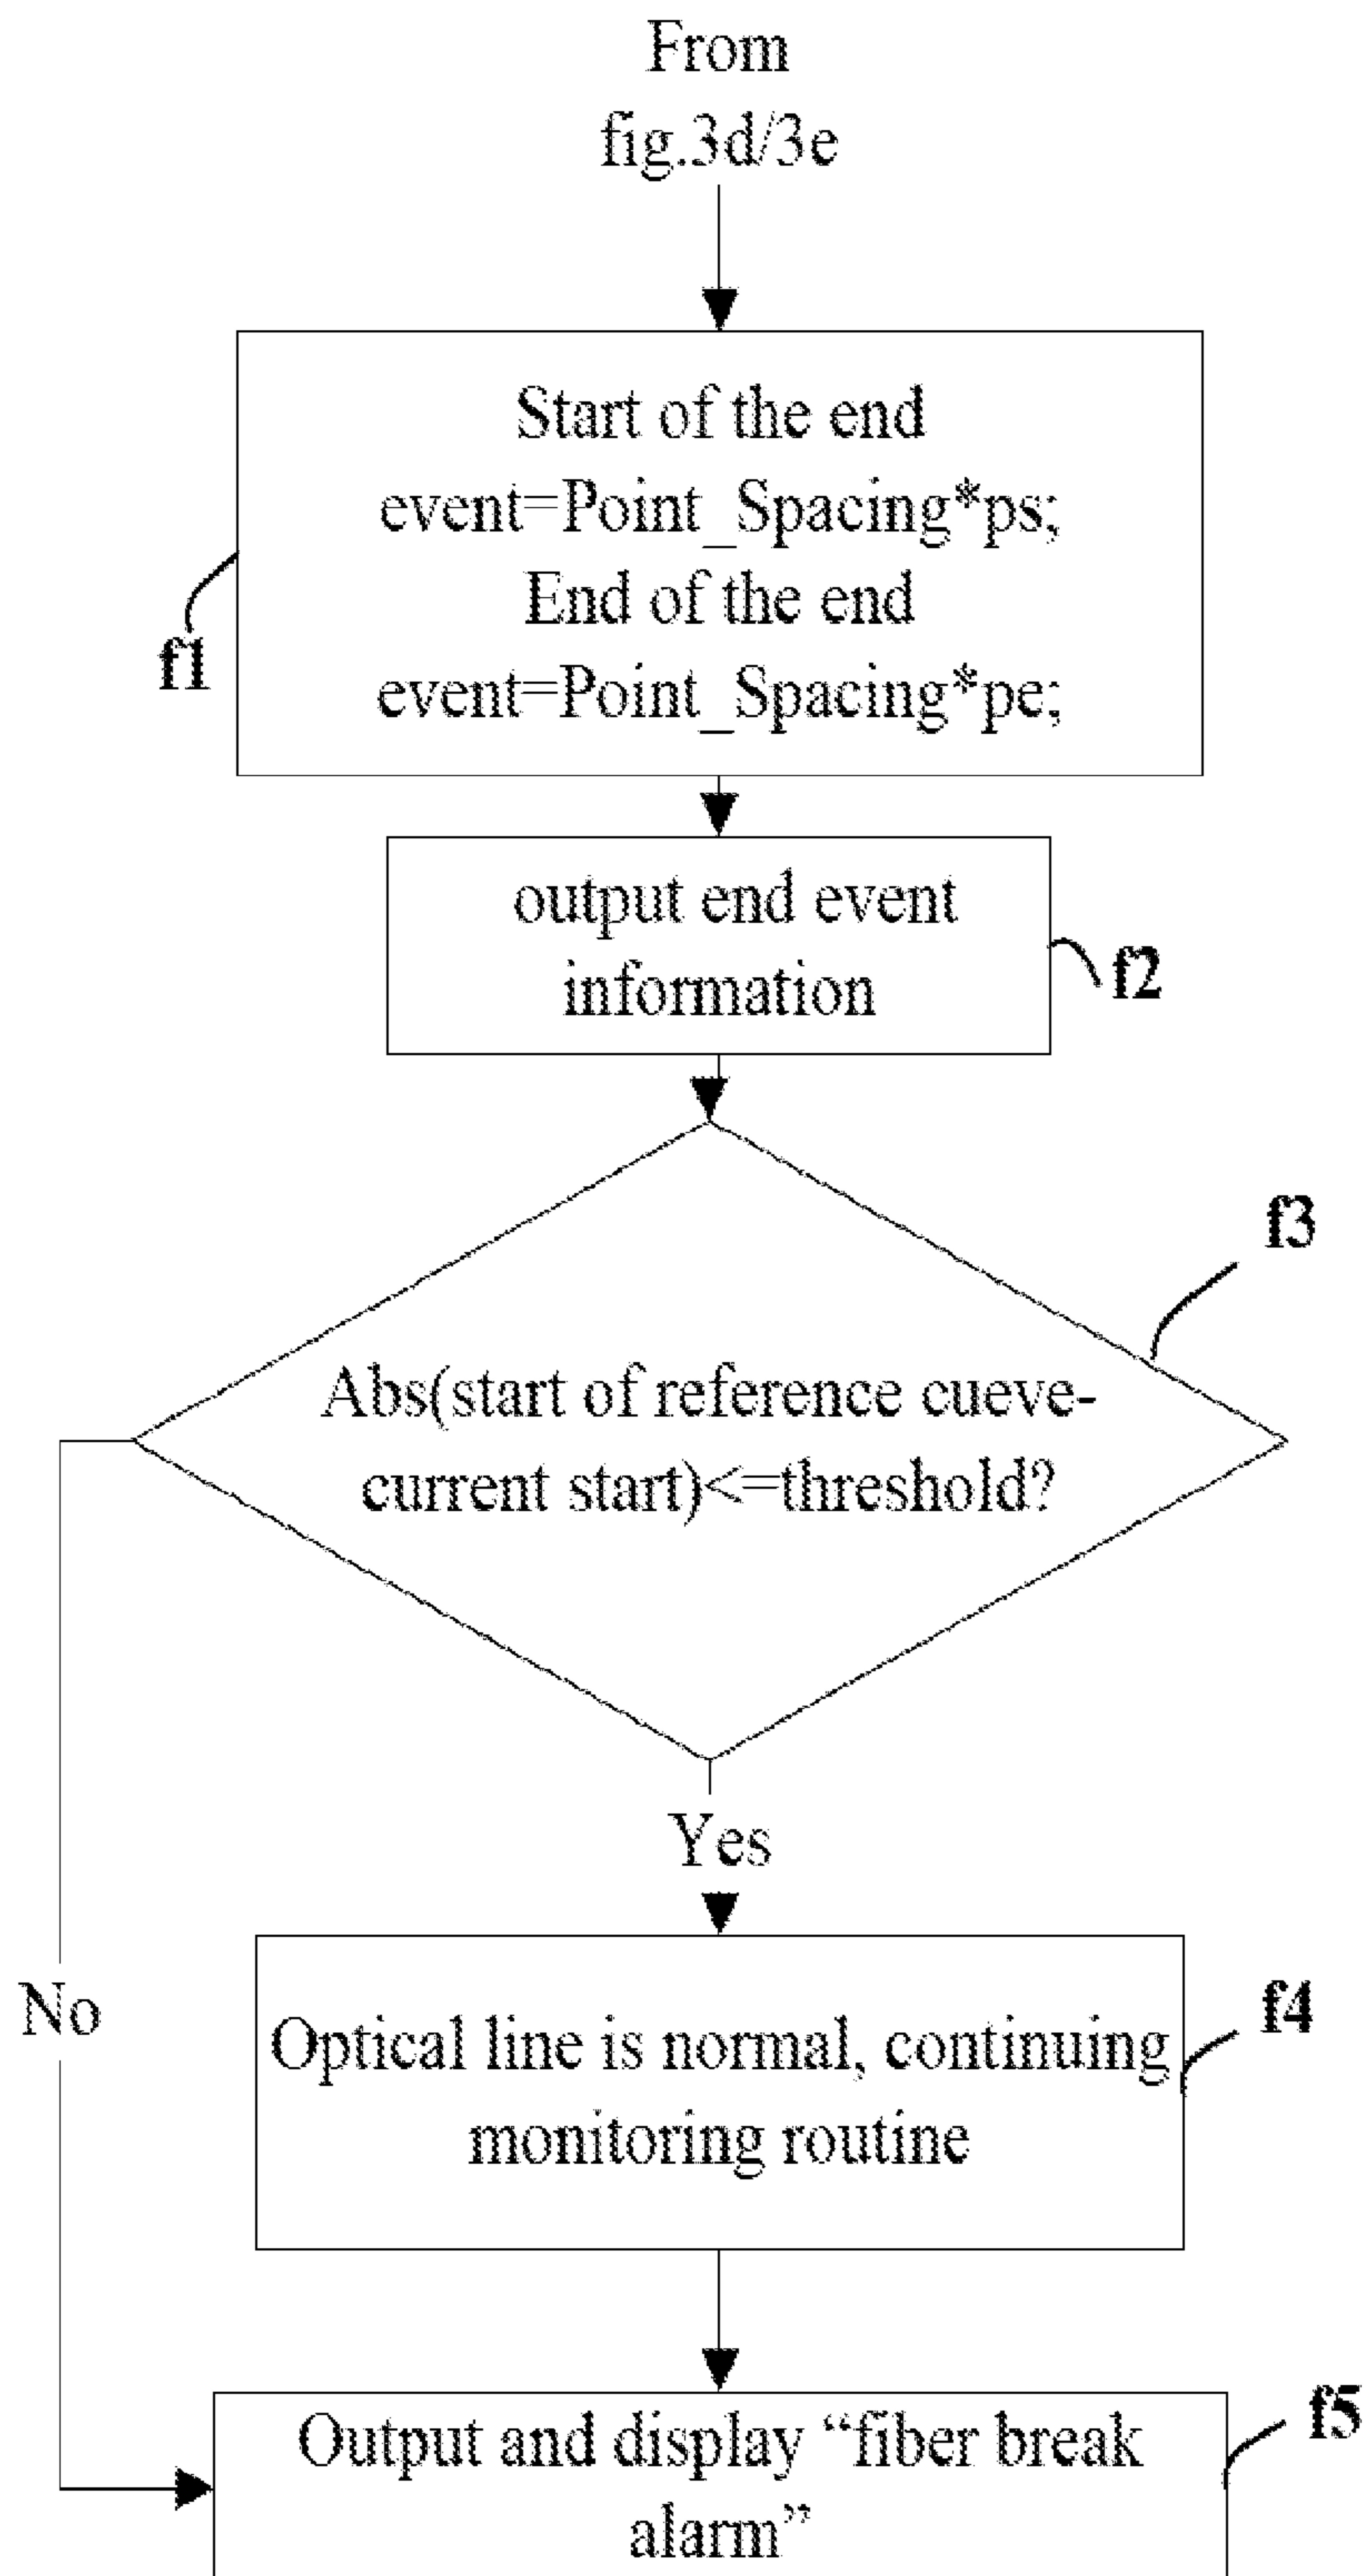 From
fig.3d/3e
Start of the end
event=Point_Spacing*ps;
End of the end
event=Point_Spacing*pe;
f1
output end event
information
f2
f3
Abs(start of reference cueve-
current start)<=threshold?
Yes
No
Optical line is normal, continuing
monitoring routine
f4
Output and display “fiber break
alarm”
f5